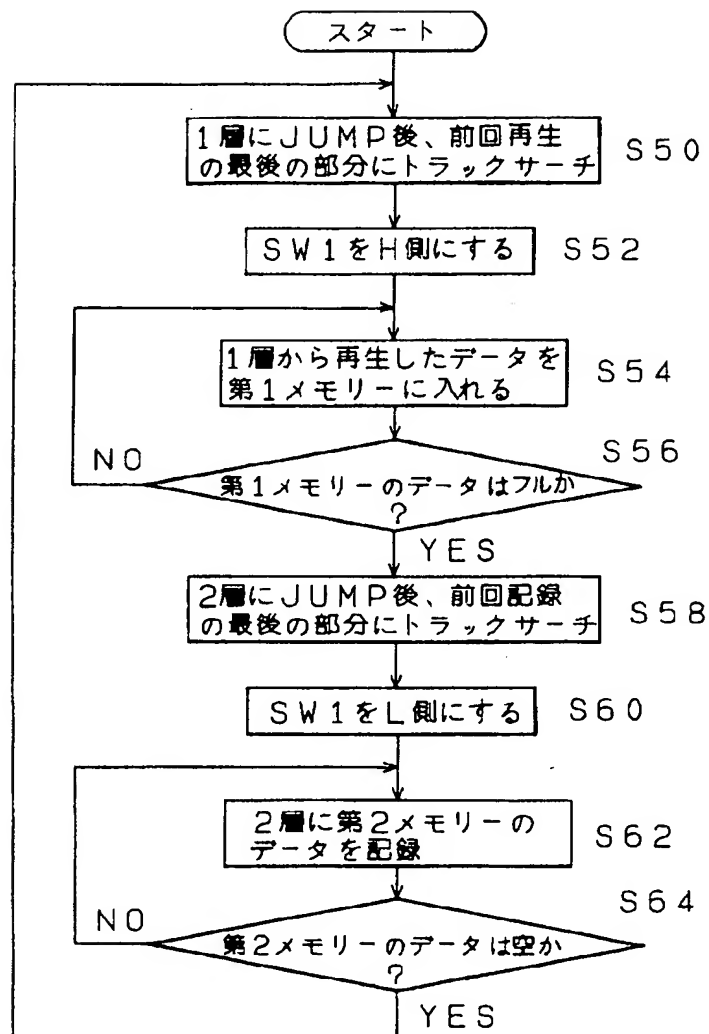 スタート
1層にJUMP後、前回再生
の最後の部分にトラックサーチ
S50
SW1をH側にする
S52
1層から再生したデータを
第1メモリーに入れる
S54
S56
NO
第1メモリーのデータはフルか
?
YES
2層にJUMP後、前回記録
の最後の部分にトラックサーチ
S58
SW1をL側にする
S60
2層に第2メモリーの
データを記録
S62
S64
NO
第2メモリーのデータは空か
?
YES